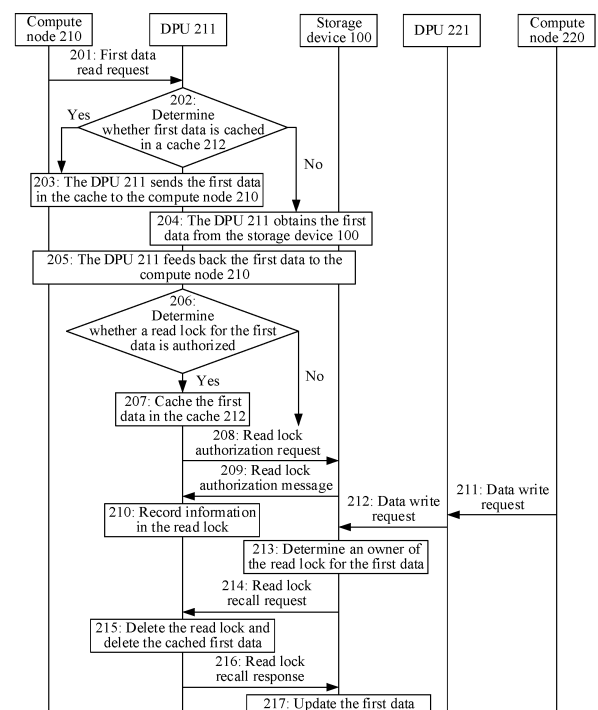 Compute
node 210
DPU 211
Storage
device 100
DPU 221
Compute
node 220
201: First data
read request
202:
Determine
whether first data is cached
in a cache 212
Yes
No
203: The DPU 211 sends the first data
in the cache to the compute node 210
204: The DPU 211 obtains the first
data from the storage device 100
205: The DPU 211 feeds back the first data to the
compute node 210
206:
Determine
whether a read lock for the first
data is authorized
Yes
No
207: Cache the first
data in the cache 212
208: Read lock
authorization request
209: Read lock
authorization message
210: Record information
in the read lock
211: Data write
request
212: Data write
request
213: Determine an owner of
the read lock for the first data
214: Read lock
recall request
215: Delete the read lock and
delete the cached first data
216: Read lock
recall response
217: Update the first data